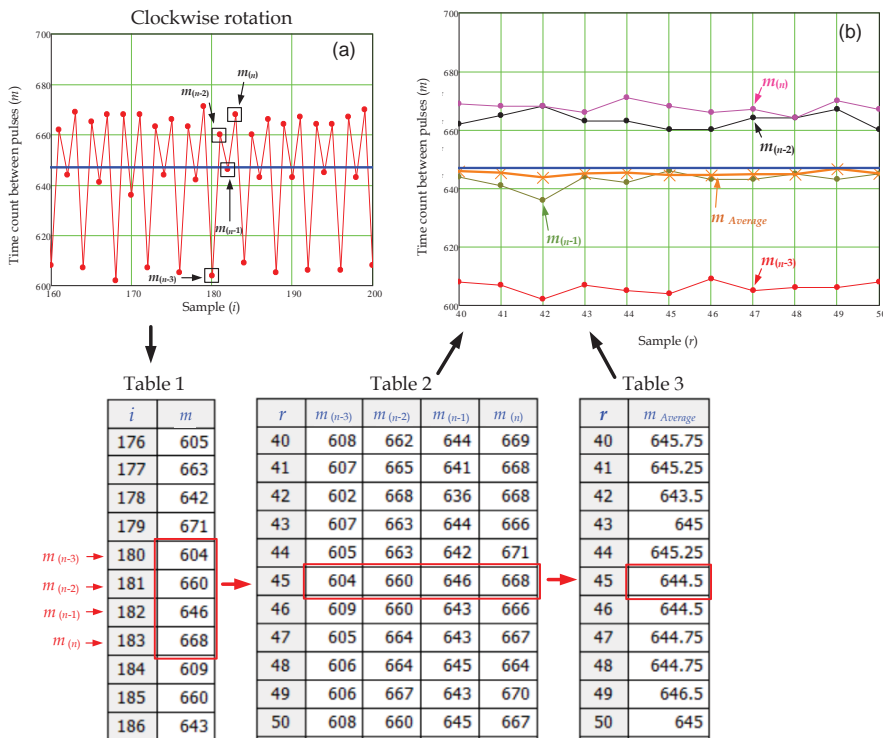 Clockwise rotation
(a)
Time count between pulses (m)
700
680
660
640
620
600
160
170
180
190
200
Sample (i)
m(n-2)
m(n)
m(n-1)
m(n-3)
(b)
Time count between pulses (m)
700
680
660
640
620
600
40
41
42
43
44
45
46
47
48
49
50
Sample (r)
m(n)
m(n-2)
m Average
m(n-1)
m(n-3)
Table 1
i m
176 605
177 663
178 642
179 671
m (n-3) 180 604
m (n-2) 181 660
m (n-1) 182 646
m (n) 183 668
184 609
185 660
186 643
Table 2
r m (n-3) m (n-2) m (n-1) m (n)
40 608 662 644 669
41 607 665 641 668
42 602 668 636 668
43 607 663 644 666
44 605 663 642 671
45 604 660 646 668
46 609 660 643 666
47 605 664 643 667
48 606 664 645 664
49 606 667 643 670
50 608 660 645 667
Table 3
r m Average
40 645.75
41 645.25
42 643.5
43 645
44 645.25
45 644.5
46 644.5
47 644.75
48 644.75
49 646.5
50 645